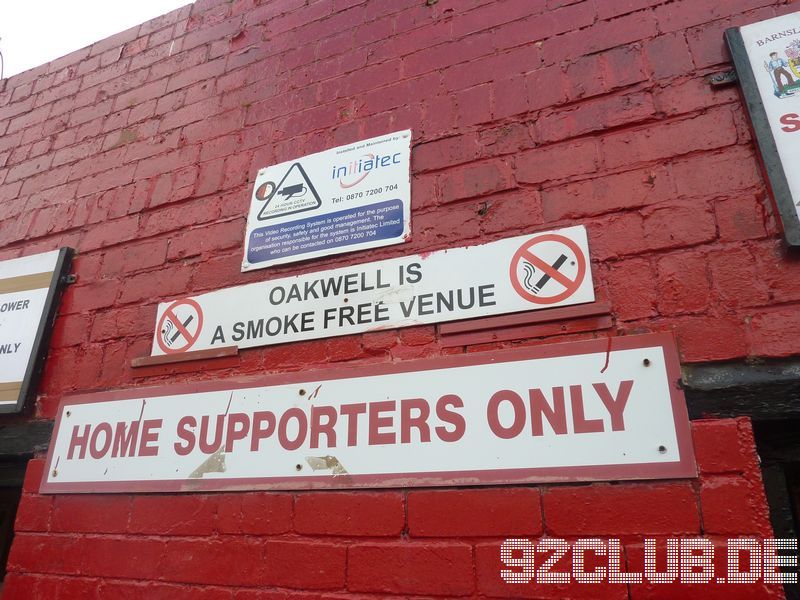 BARNSL
S
Installed and Maintained by:
initiatec
Tel: 0870 7200 704
24 HOUR CCTV
RECORDING IN OPERATION
This Video Recording System is operated for the purpose
of security, safety and good management. The
organisation responsible for the system is Initiatec Limited
who can be contacted on 0870 7200 704
OAKWELL IS
A SMOKE FREE VENUE
LOWER
NLY
HOME SUPPORTERS ONLY
92CLUB.DE